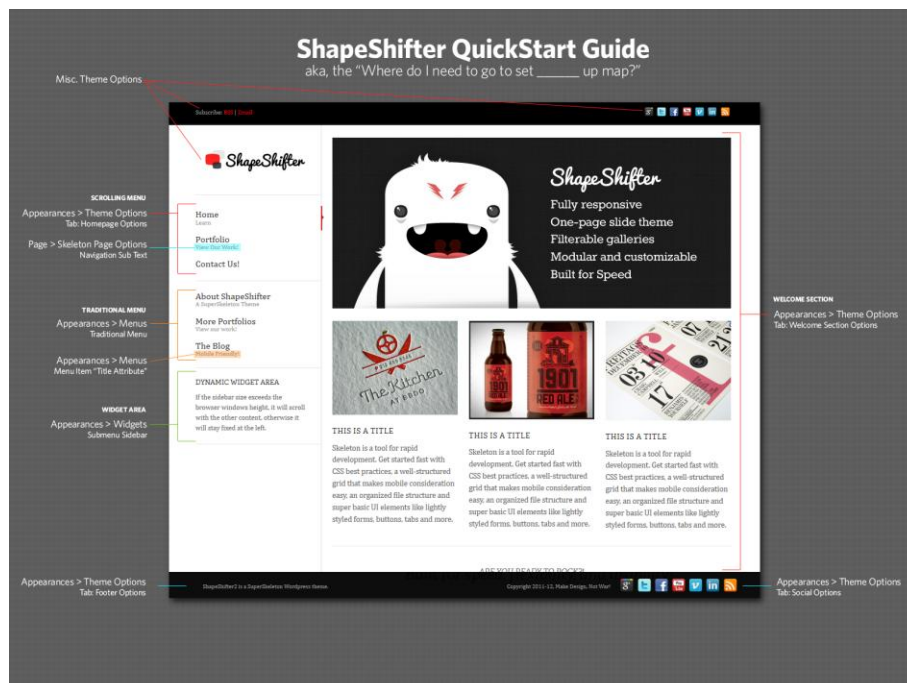 ShapeShifter QuickStart Guide
aka, the “Where do I need to go to set ______ up map?”
Misc. Theme Options
Subscribe: RSS | Email
ShapeShifter
SCROLLING MENU
Appearances > Theme Options
Tab: Homepage Options
Page > Skeleton Page Options
Navigation Sub Text
Home
Learn
Portfolio
View Our Work!
Contact Us!
TRADITIONAL MENU
Appearances > Menus
Traditional Menu
Appearances > Menus
Menu Item “Title Attribute”
About ShapeShifter
A SuperSkeleton Theme
More Portfolios
View our work!
The Blog
Mobile Friendly!
WIDGET AREA
Appearances > Widgets
Submenu Sidebar
DYNAMIC WIDGET AREA
If the sidebar size exceeds the
browser windows height, it will scroll
with the other content, otherwise it
will stay fixed at the left.
ShapeShifter
Fully responsive
One-page slide theme
Filterable galleries
Modular and customizable
Built for Speed
WELCOME SECTION
Appearances > Theme Options
Tab: Welcome Section Options
The Kitchen
AT BEDO
1901
RED ALE
1901
RED ALE
03
10
17
THIS IS A TITLE
Skeleton is a tool for rapid
development. Get started fast with
CSS best practices, a well-structured
grid that makes mobile consideration
easy, an organized file structure and
super basic UI elements like lightly
styled forms, buttons, tabs and more.
THIS IS A TITLE
Skeleton is a tool for rapid
development. Get started fast with
CSS best practices, a well-structured
grid that makes mobile consideration
easy, an organized file structure and
super basic UI elements like lightly
styled forms, buttons, tabs and more.
THIS IS A TITLE
Skeleton is a tool for rapid
development. Get started fast with
CSS best practices, a well-structured
grid that makes mobile consideration
easy, an organized file structure and
super basic UI elements like lightly
styled forms, buttons, tabs and more.
ARE YOU READY TO ROCK?!
Appearances > Theme Options
Tab: Footer Options
ShapeShifter2 is a SuperSkeleton Wordpress theme.
Copyright 2011-12, Make Design, Not War!
Appearances > Theme Options
Tab: Social Options